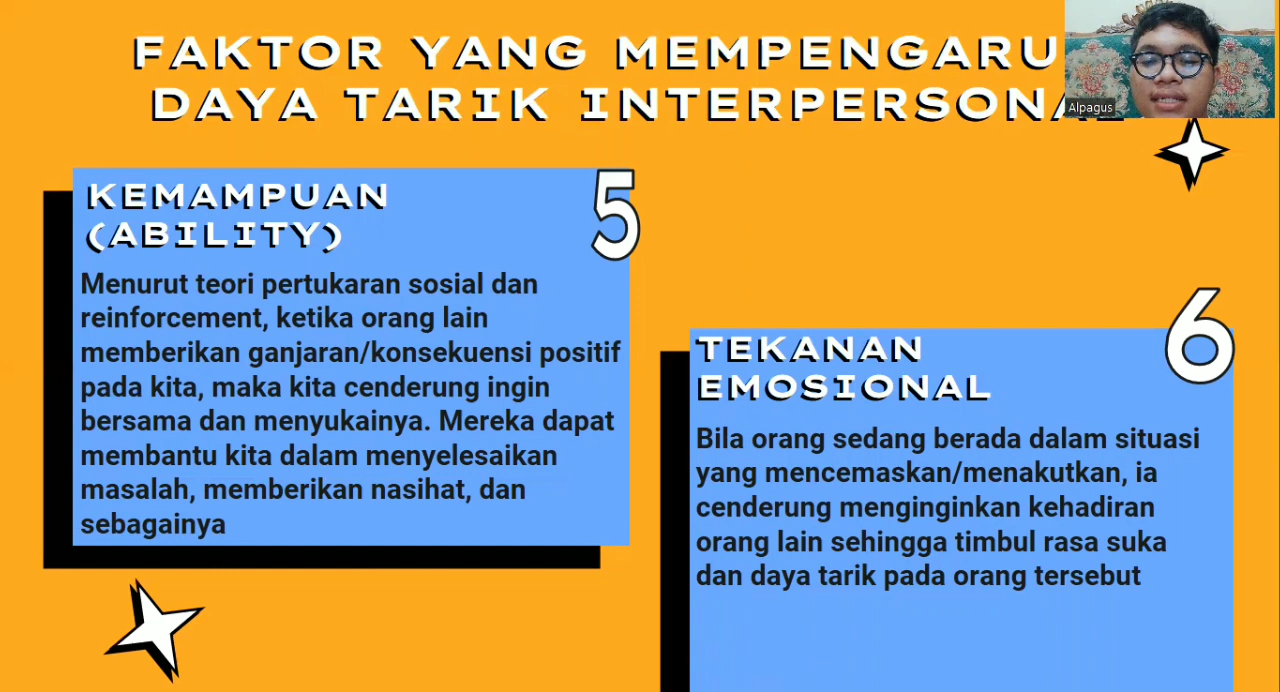 FAKTOR YANG MEMPENGARU
DAYA TARIK INTERPERSONAL
Alpagus
KEMAMPUAN
(ABILITY)
5
Menurut teori pertukaran sosial dan
reinforcement, ketika orang lain
memberikan ganjaran/konsekuensi positif
pada kita, maka kita cenderung ingin
bersama dan menyukainya. Mereka dapat
membantu kita dalam menyelesaikan
masalah, memberikan nasihat, dan
sebagainya
6
TEKANAN
EMOSIONAL
Bila orang sedang berada dalam situasi
yang mencemaskan/menakutkan, ia
cenderung menginginkan kehadiran
orang lain sehingga timbul rasa suka
dan daya tarik pada orang tersebut